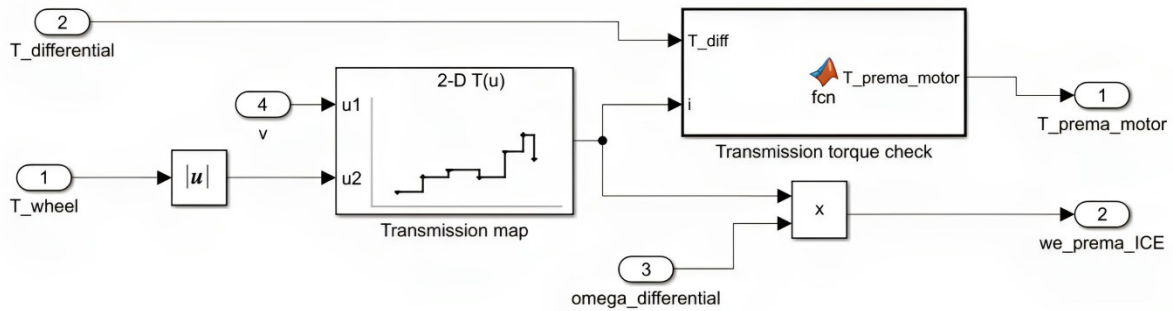 2
T_differential
T_diff
T_prema_motor
fcn
i
Transmission torque check
1
T_prema_motor
2-D T(u)
u1
u2
Transmission map
4
v
1
T_wheel
|u|
x
2
we_prema_ICE
3
omega_differential